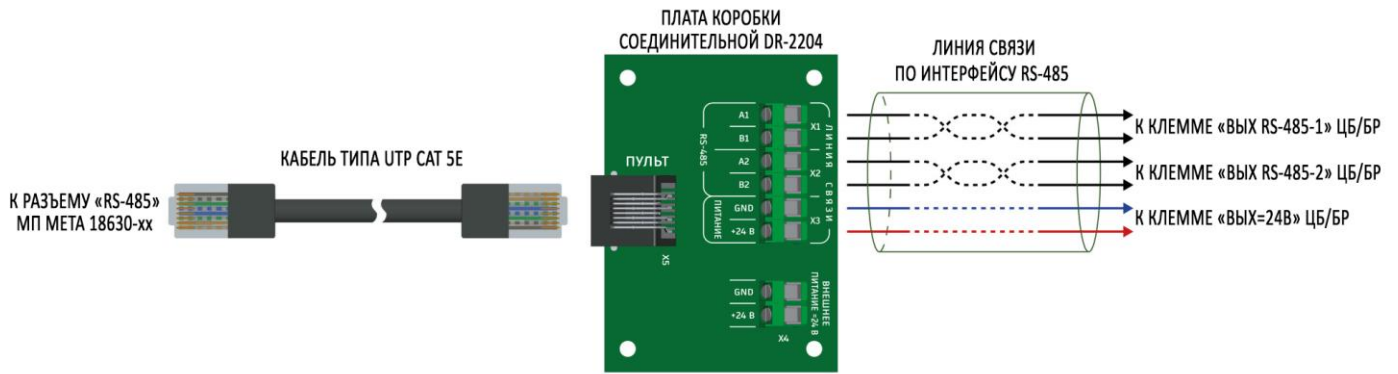 ПЛАТА КОРОБКИ
СОЕДИНИТЕЛЬНОЙ DR-2204
ЛИНИЯ СВЯЗИ
ПО ИНТЕРФЕЙСУ RS-485
КАБЕЛЬ ТИПА UTP CAT 5E
К РАЗЪЕМУ «RS-485»
МП МЕТА 18630-xx
ПУЛЬТ
X5
RS-485
ПИТАНИЕ
A1
B1
A2
B2
GND
+24 В
X1
X2
X3
ЛИНИЯ СВЯЗИ
GND
+24 В
X4
ВНЕШНЕЕ
ПИТАНИЕ =24 В
К КЛЕММЕ «ВЫХ RS-485-1» ЦБ/БР
К КЛЕММЕ «ВЫХ RS-485-2» ЦБ/БР
К КЛЕММЕ «ВЫХ=24В» ЦБ/БР